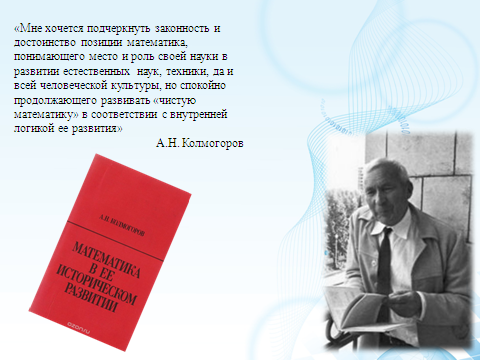 «Мне хочется подчеркнуть законность и
достоинство позиции математика,
понимающего место и роль своей науки в
развитии естественных наук, техники, да и
всей человеческой культуры, но спокойно
продолжающего развивать «чистую
математику» в соответствии с внутренней
логикой ее развития»
А.Н. Колмогоров
А.Н. КОЛМОГОРОВ
МАТЕМАТИКА
В ЕЕ
ИСТОРИЧЕСКОМ
РАЗВИТИИ
ozon.ru